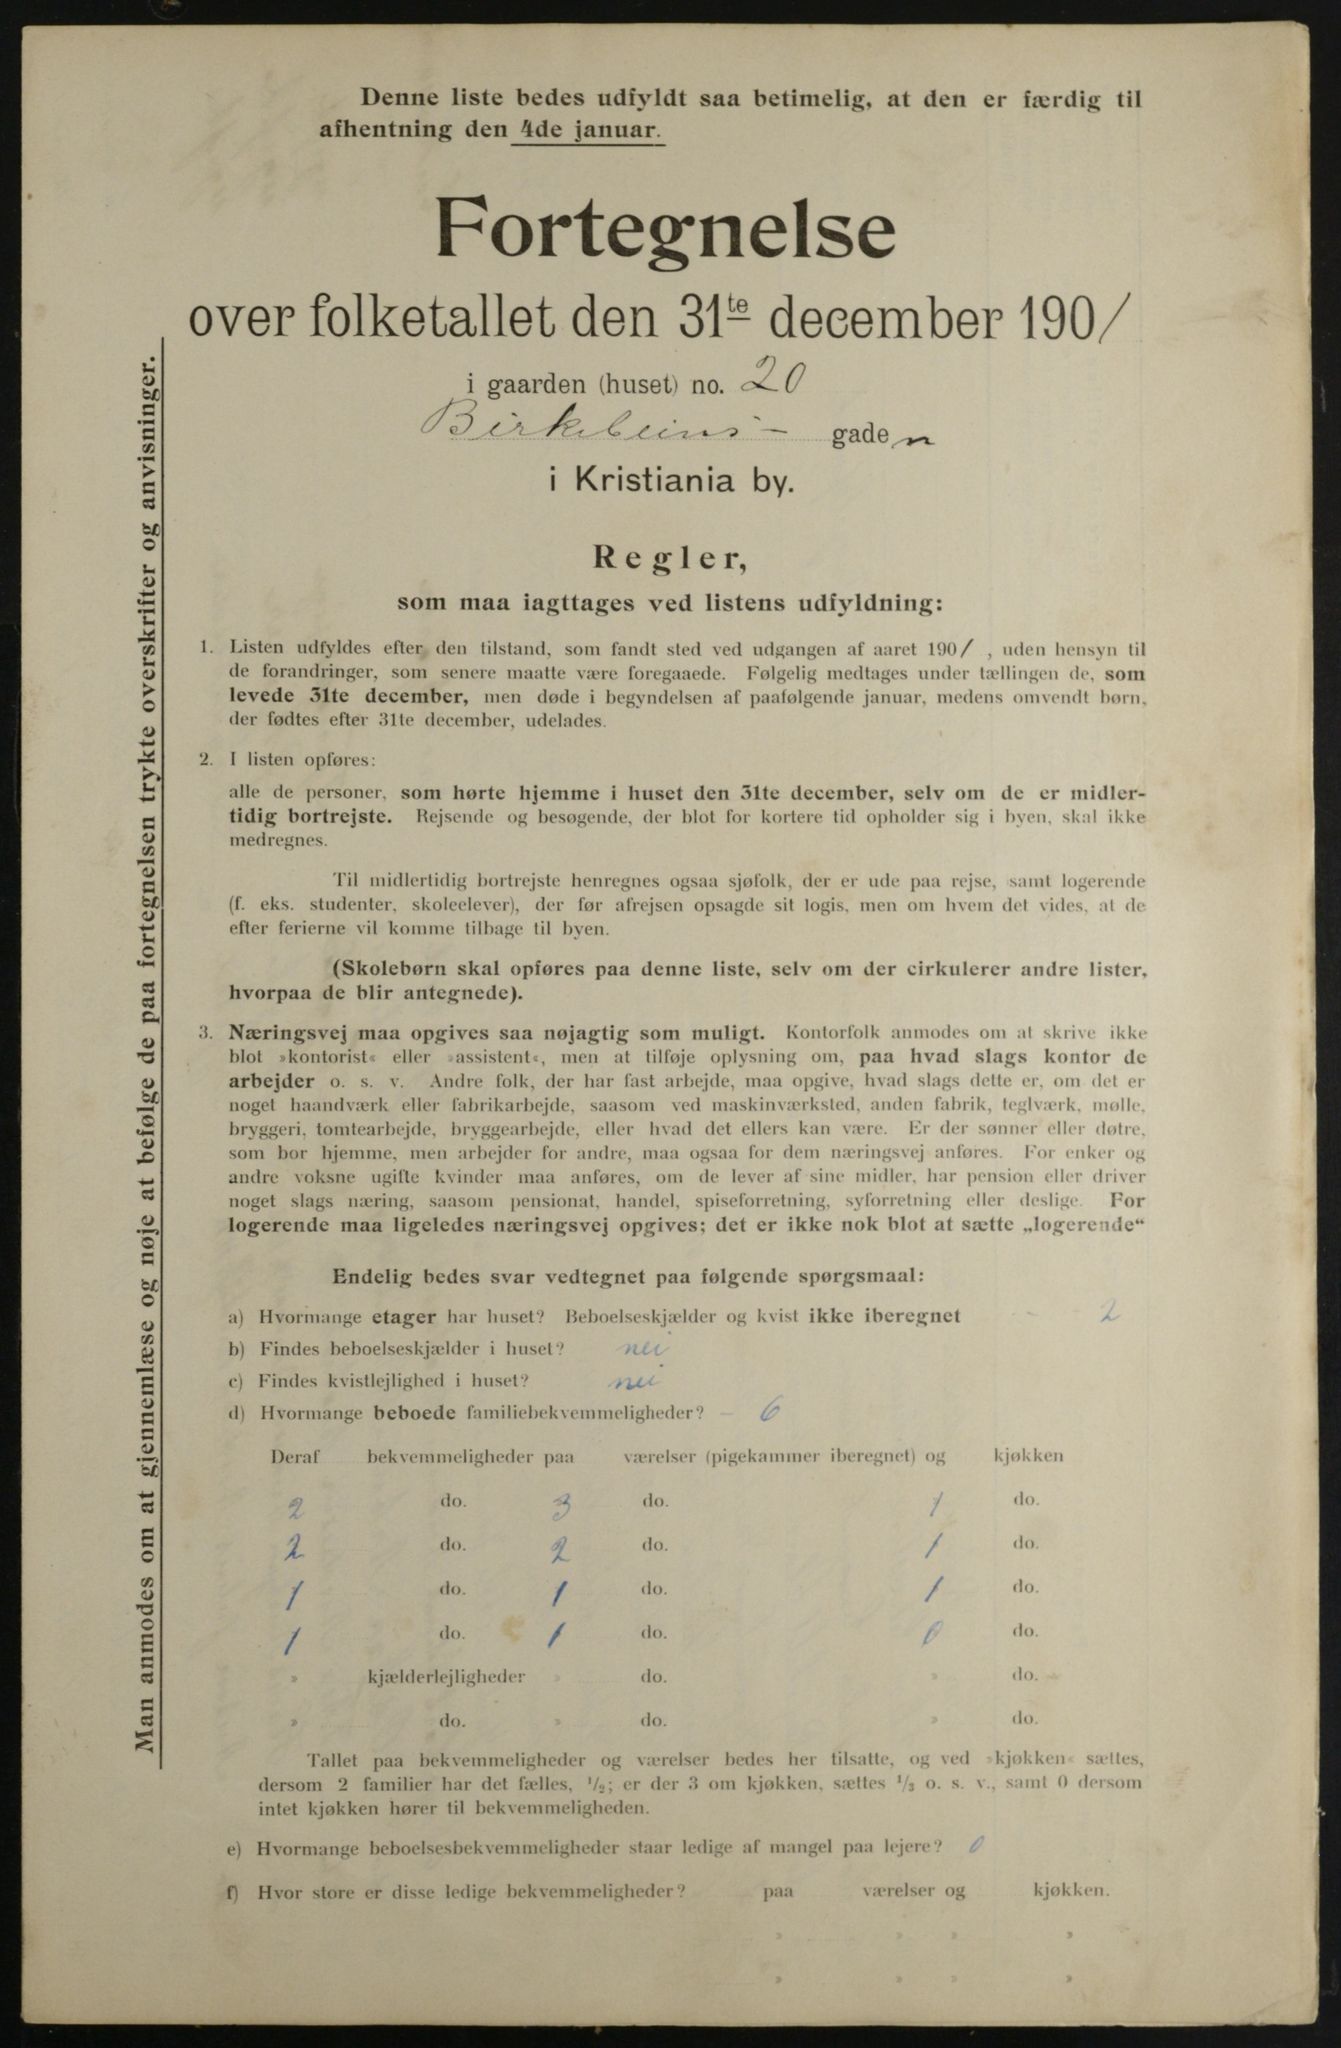 Denne liste bedes udfyldt saa betimelig, at den er færdig til
afhentning den 4de januar.
Fortegnelse
over folketallet den 31te december 1901
i gaarden (huset) no. 20
Birkebeins- gaden
i Kristiania by.
Regler,
som maa iagttages ved listens udfyldning:
1. Listen udfyldes efter den tilstand, som fandt sted ved udgangen af aaret 1901, uden hensyn til
de forandringer, som senere maatte være foregaaede. Følgelig medtages under tællingen de, som
levede 31te december, men døde i begyndelsen af paafølgende januar, medens omvendt børn,
der fødtes efter 31te december, udelades.
2. I listen opføres:
alle de personer, som hørte hjemme i huset den 31te december, selv om de er midler-
tidig bortrejste. Rejsende og besøgende, der blot for kortere tid opholder sig i byen, skal ikke
medregnes.
Til midlertidig bortrejste henregnes ogsaa sjøfolk, der er ude paa rejse, samt logerende
(f. eks. studenter, skoleelever), der før afrejsen opsagde sit logis, men om hvem det vides, at de
efter ferierne vil komme tilbage til byen.
(Skolebørn skal opføres paa denne liste, selv om der cirkulerer andre lister,
hvorpaa de blir antegnede).
3. Næringsvej maa opgives saa nøjagtig som muligt. Kontorfolk anmodes om at skrive ikke
blot »kontorist« eller »assistent«, men at tilføje oplysning om, paa hvad slags kontor de
arbejder o. s. v. Andre folk, der har fast arbejde, maa opgive, hvad slags dette er, om det er
noget haandværk eller fabrikarbejde, saasom ved maskinværksted, anden fabrik, teglværk, mølle,
bryggeri, tomtearbejde, bryggearbejde, eller hvad det ellers kan være. Er der sønner eller døtre,
som bor hjemme, men arbejder for andre, maa ogsaa for dem næringsvej anføres. For enker og
andre voksne ugifte kvinder maa anføres, om de lever af sine midler, har pension eller driver
noget slags næring, saasom pensionat, handel, spiseforretning, syforretning eller deslige. For
logerende maa ligeledes næringsvej opgives; det er ikke nok blot at sætte „logerende“
Endelig bedes svar vedtegnet paa følgende spørgsmaal:
a) Hvormange etager har huset? Beboelseskjælder og kvist ikke iberegnet - 2
b) Findes beboelseskjælder i huset? nei
c) Findes kvistlejlighed i huset? nei
d) Hvormange beboede familiebekvemmeligheder? - 6
Deraf bekvemmeligheder paa værelser (pigekammer iberegnet) og kjøkken
2 do. 3 do. 1 do.
2 do. 2 do. 1 do.
1 do. 1 do. 1 do.
1 do. 1 do. 0 do.
» kjælderlejligheder » do. » do.
» do. » do. » do.
Tallet paa bekvemmeligheder og værelser bedes her tilsatte, og ved »kjøkken« sættes,
dersom 2 familier har det fælles, 1/2; er der 3 om kjøkken, sættes 1/3 o. s. v., samt 0 dersom
intet kjøkken hører til bekvemmeligheden.
e) Hvormange beboelsesbekvemmeligheder staar ledige af mangel paa lejere? 0
f) Hvor store er disse ledige bekvemmeligheder? paa værelser og kjøkken.
» » » »
» » » »
Man anmodes om at gjennemlæse og nøje at befølge de paa fortegnelsen trykte overskrifter og anvisninger.